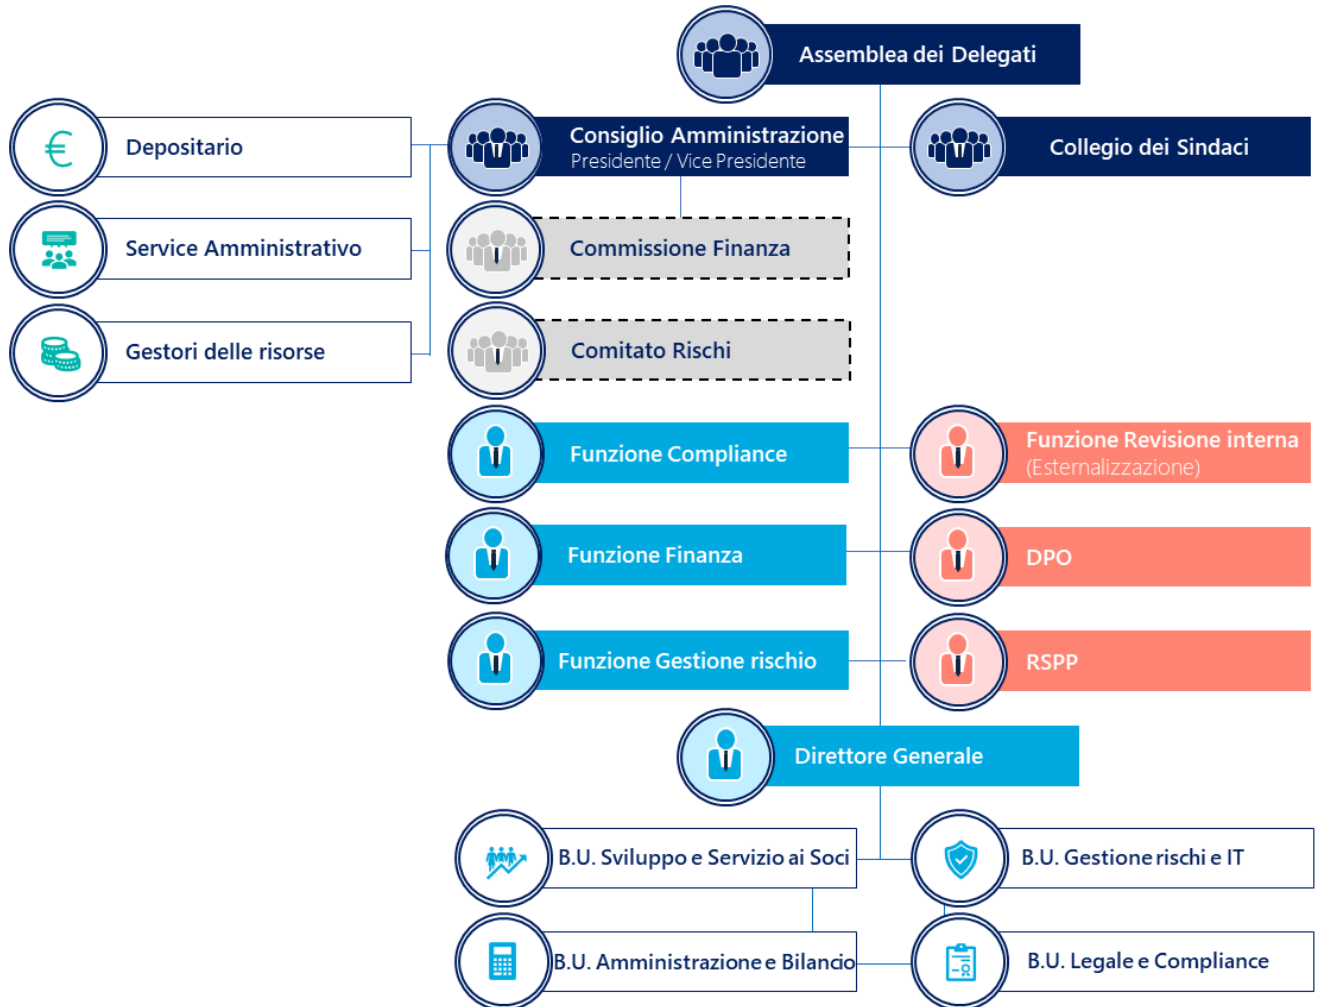 Assemblea dei Delegati
Depositario
Consiglio Amministrazione
Presidente / Vice Presidente
Collegio dei Sindaci
Service Amministrativo
Commissione Finanza
Gestori delle risorse
Comitato Rischi
Funzione Compliance
Funzione Revisione interna
(Esternalizzazione)
Funzione Finanza
DPO
Funzione Gestione rischio
RSPP
Direttore Generale
B.U. Sviluppo e Servizio ai Soci
B.U. Gestione rischi e IT
B.U. Amministrazione e Bilancio
B.U. Legale e Compliance